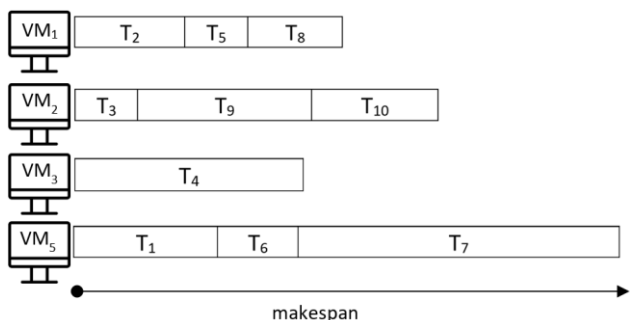 VM₁ T₂ T₅ T₈
VM₂ T₃ T₉ T₁₀
VM₃ T₄
VM₅ T₁ T₆ T₇
makespan